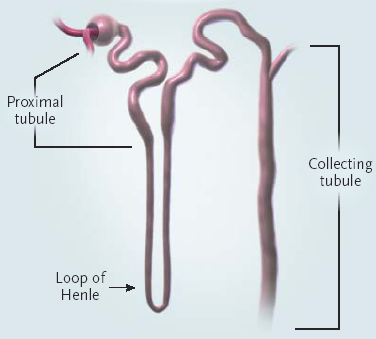 Proximal
tubule
Collecting
tubule
Loop of
Henle